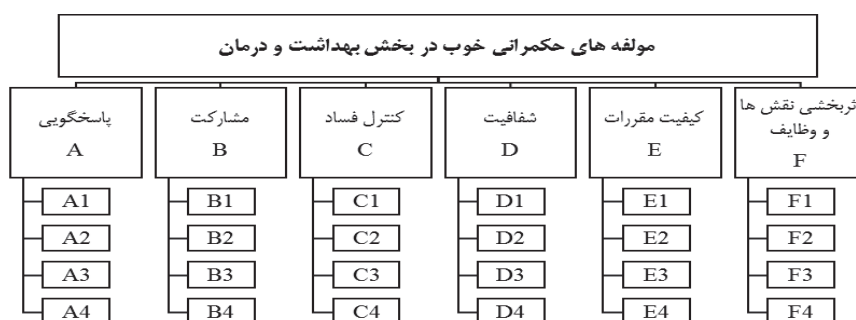 مولفه های حکمرانی خوب در بخش بهداشت و درمان
پاسخگویی
A
مشارکت
B
کنترل فساد
C
شفافیت
D
کیفیت مقررات
E
ثربخشی نقش ها
و وظایف
F
A1
A2
A3
A4
B1
B2
B3
B4
C1
C2
C3
C4
D1
D2
D3
D4
E1
E2
E3
E4
F1
F2
F3
F4